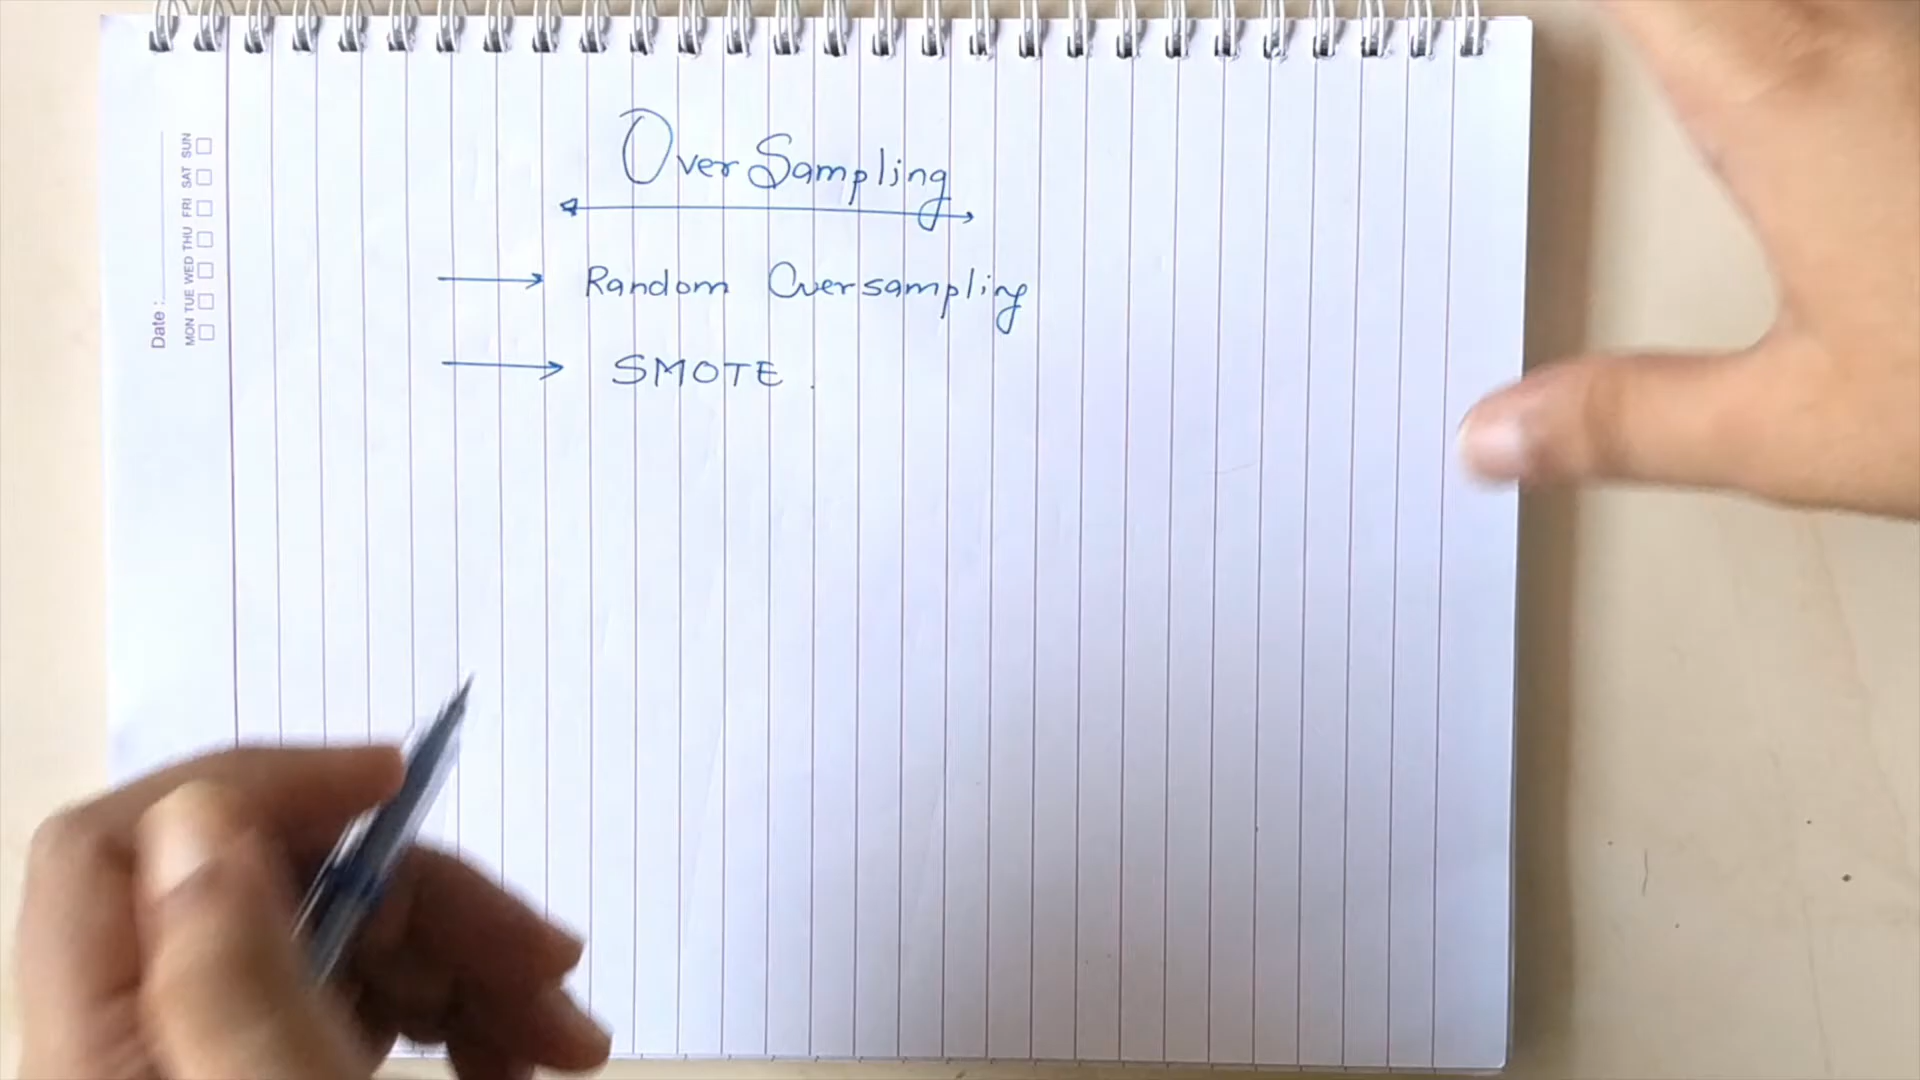 Over Sampling
Random Oversampling
SMOTE .
Date :
MON TUE WED THU FRI SAT SUN